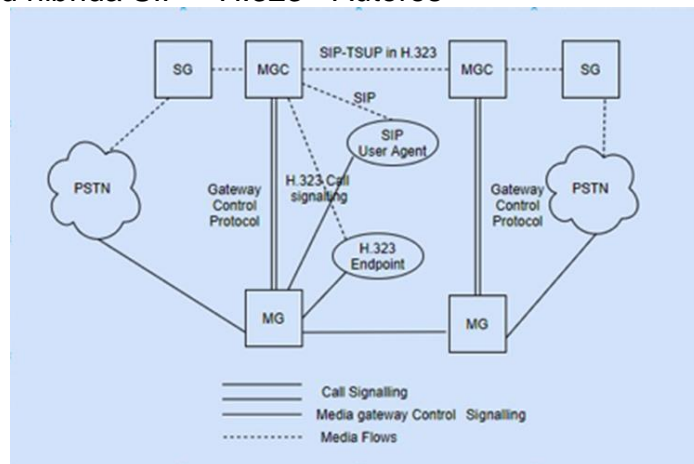 SIP-TSUP in H.323
SG
MGC
MGC
SG
SIP
SIP
User Agent
PSTN
Gateway
Control
Protocol
H.323 Call
signalling
Gateway
Control
Protocol
PSTN
H.323
Endpoint
MG
MG
Call Signalling
Media gateway Control Signalling
Media Flows